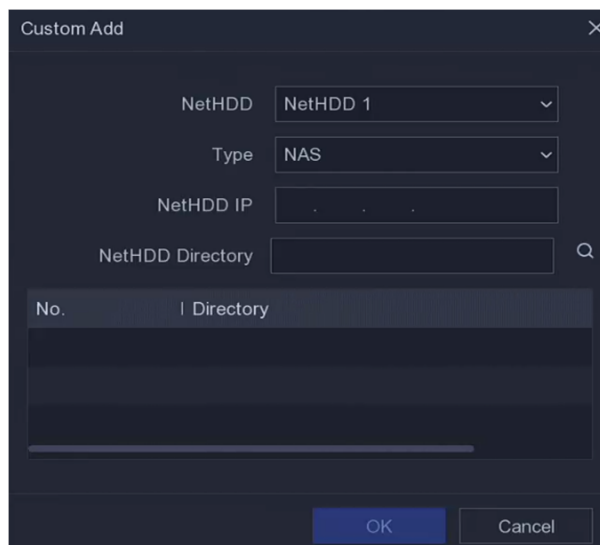 Custom Add
NetHDD NetHDD 1
Type NAS
NetHDD IP . . .
NetHDD Directory
No. Directory
OK Cancel